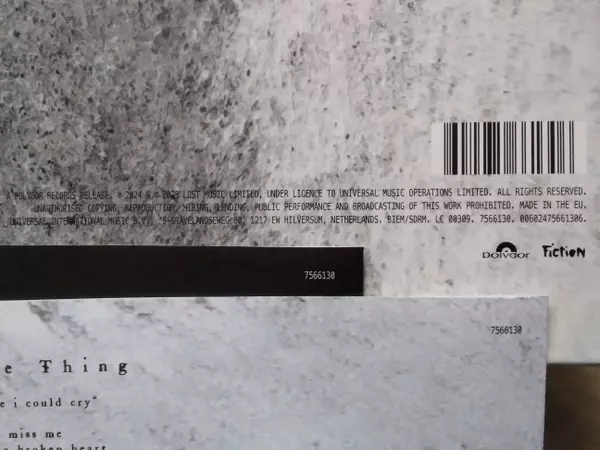 A POLYDOR RECORDS RELEASE. 2024 & © 2025 LOST MUSIC LIMITED, UNDER LICENCE TO UNIVERSAL MUSIC OPERATIONS LIMITED. ALL RIGHTS RESERVED.
UNAUTHORISED COPYING, REPRODUCTION, HIRING, LENDING, PUBLIC PERFORMANCE AND BROADCASTING OF THIS WORK PROHIBITED. MADE IN THE EU.
UNIVERSAL INTERNATIONAL MUSIC B.V., 'S-GRAVELANDSEWEG 80, 1217 EW HILVERSUM, NETHERLANDS. BIEM/SDRM. LC 00309. 7566130. 00602475661306.
Polydor Fiction
7566130
7566130
e Thing
e i could cry"
miss me
broken heart